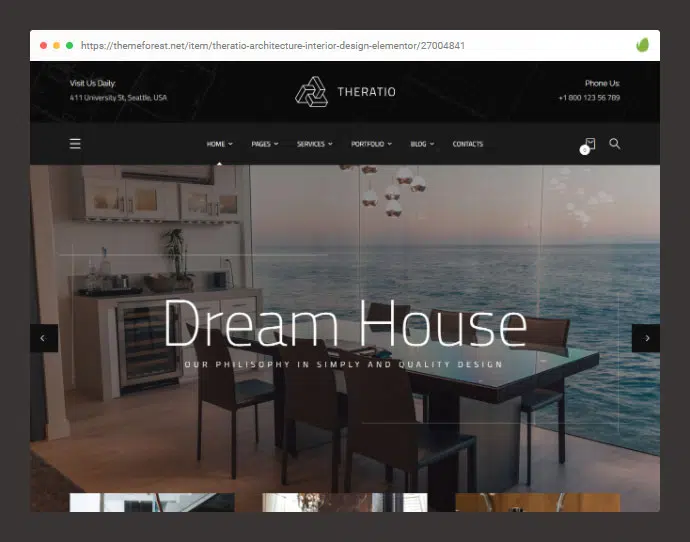 https://themeforest.net/item/theratio-architecture-interior-design-elementor/27004841
Visit Us Daily:
411 University St, Seattle, USA
THERATIO
Phone Us:
+1 800 123 56 789
HOME PAGES SERVICES PORTFOLIO BLOG CONTACTS
0
Dream House
OUR PHILISOPHY IN SIMPLY AND QUALITY DESIGN